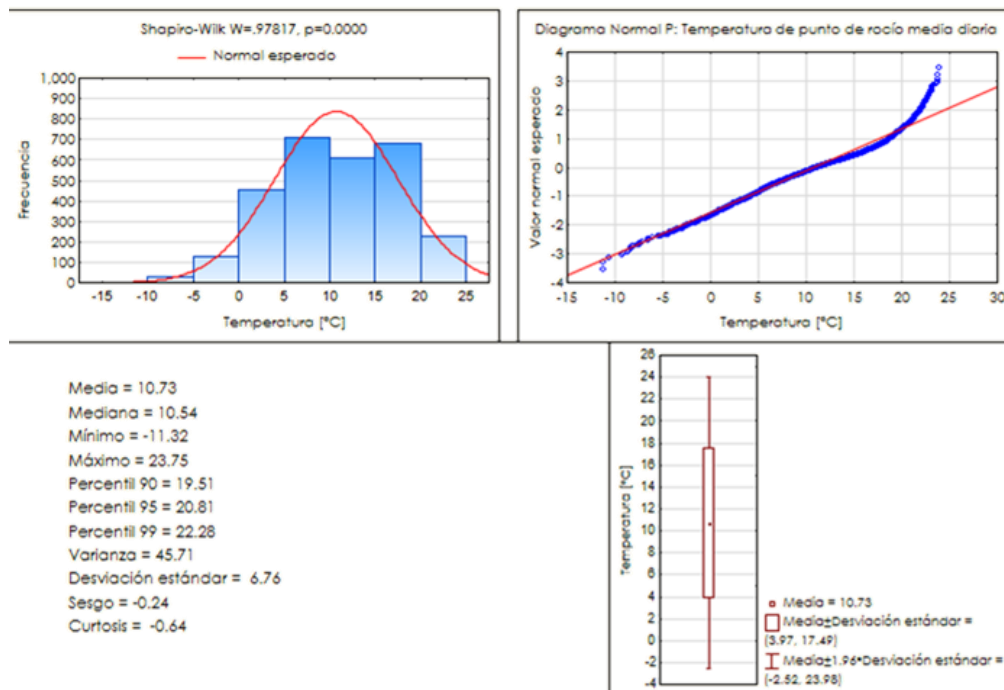 Shapiro-Wilk W=.97817, p=0.0000
Normal esperado
1,000
900
800
700
600
500
400
300
200
100
0
Frecuencia
-15 -10 -5 0 5 10 15 20 25
Temperatura [ºC]
Diagrama Normal P: Temperatura de punto de rocío media diaria
4
3
2
1
0
-1
-2
-3
-4
Valor normal esperado
-15 -10 -5 0 5 10 15 20 25 30
Temperatura [ºC]
Media = 10.73
Mediana = 10.54
Mínimo = -11.32
Máximo = 23.75
Percentil 90 = 19.51
Percentil 95 = 20.81
Percentil 99 = 22.28
Varianza = 45.71
Desviación estándar = 6.76
Sesgo = -0.24
Curtosis = -0.64
26
24
22
20
18
16
14
12
10
8
6
4
2
0
-2
-4
Temperatura [ºC]
Media = 10.73
Media±Desviación estándar =
(3.97, 17.49)
Media±1.96*Desviación estándar =
(-2.52, 23.98)